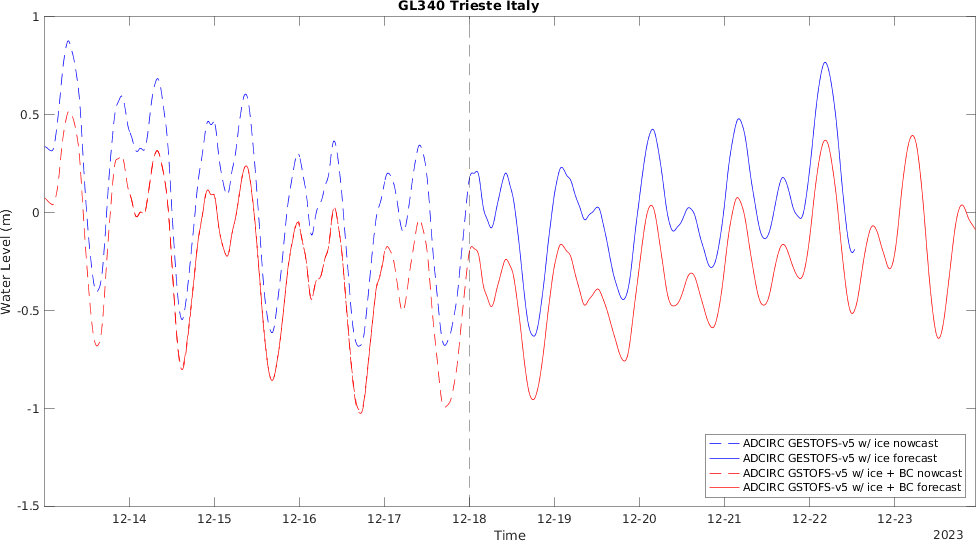 GL340 Trieste Italy
Water Level (m)
1
0.5
0
-0.5
-1
-1.5
12-14
12-15
12-16
12-17
12-18
12-19
12-20
12-21
12-22
12-23
Time
2023
ADCIRC GESTOFS-v5 w/ ice nowcast
ADCIRC GESTOFS-v5 w/ ice forecast
ADCIRC GSTOFS-v5 w/ ice + BC nowcast
ADCIRC GSTOFS-v5 w/ ice + BC forecast